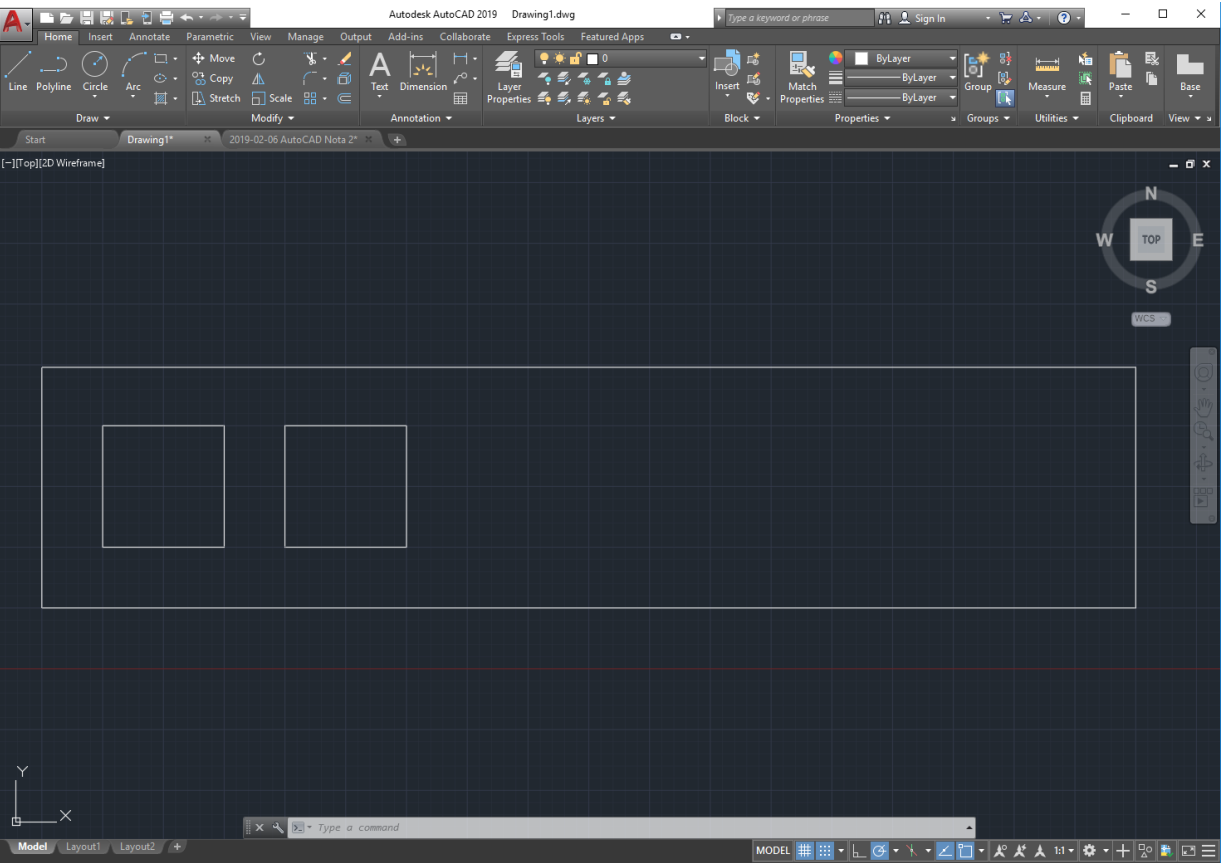 Autodesk AutoCAD 2019 Drawing1.dwg
Type a keyword or phrase
Sign In
Home Insert Annotate Parametric View Manage Output Add-ins Collaborate Express Tools Featured Apps
Line Polyline Circle Arc
Move
Copy
Stretch Scale
Text Dimension
Layer
Properties
0
Insert
Match
Properties
ByLayer
ByLayer
ByLayer
Group
Measure
Paste
Base
Draw Modify Annotation Layers Block Properties Groups Utilities Clipboard View
Start Drawing1* 2019-02-06 AutoCAD Nota 2*
[−][Top][2D Wireframe]
N
W TOP E
S
WCS
Y
X
Type a command
Model Layout1 Layout2 +
MODEL 1:1